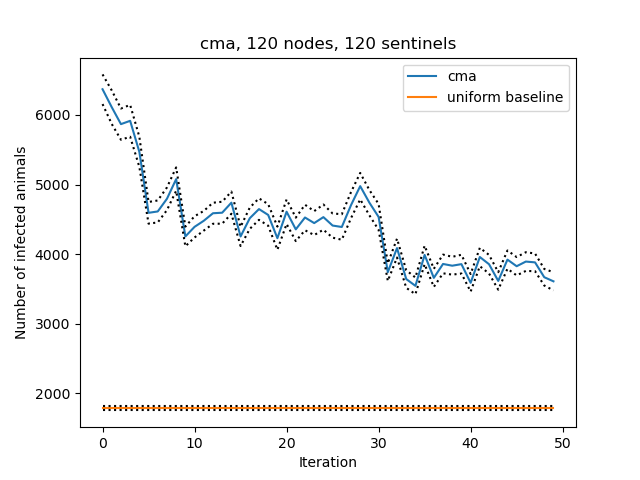 cma, 120 nodes, 120 sentinels
cma
uniform baseline
Number of infected animals
6000
5000
4000
3000
2000
0 10 20 30 40 50
Iteration